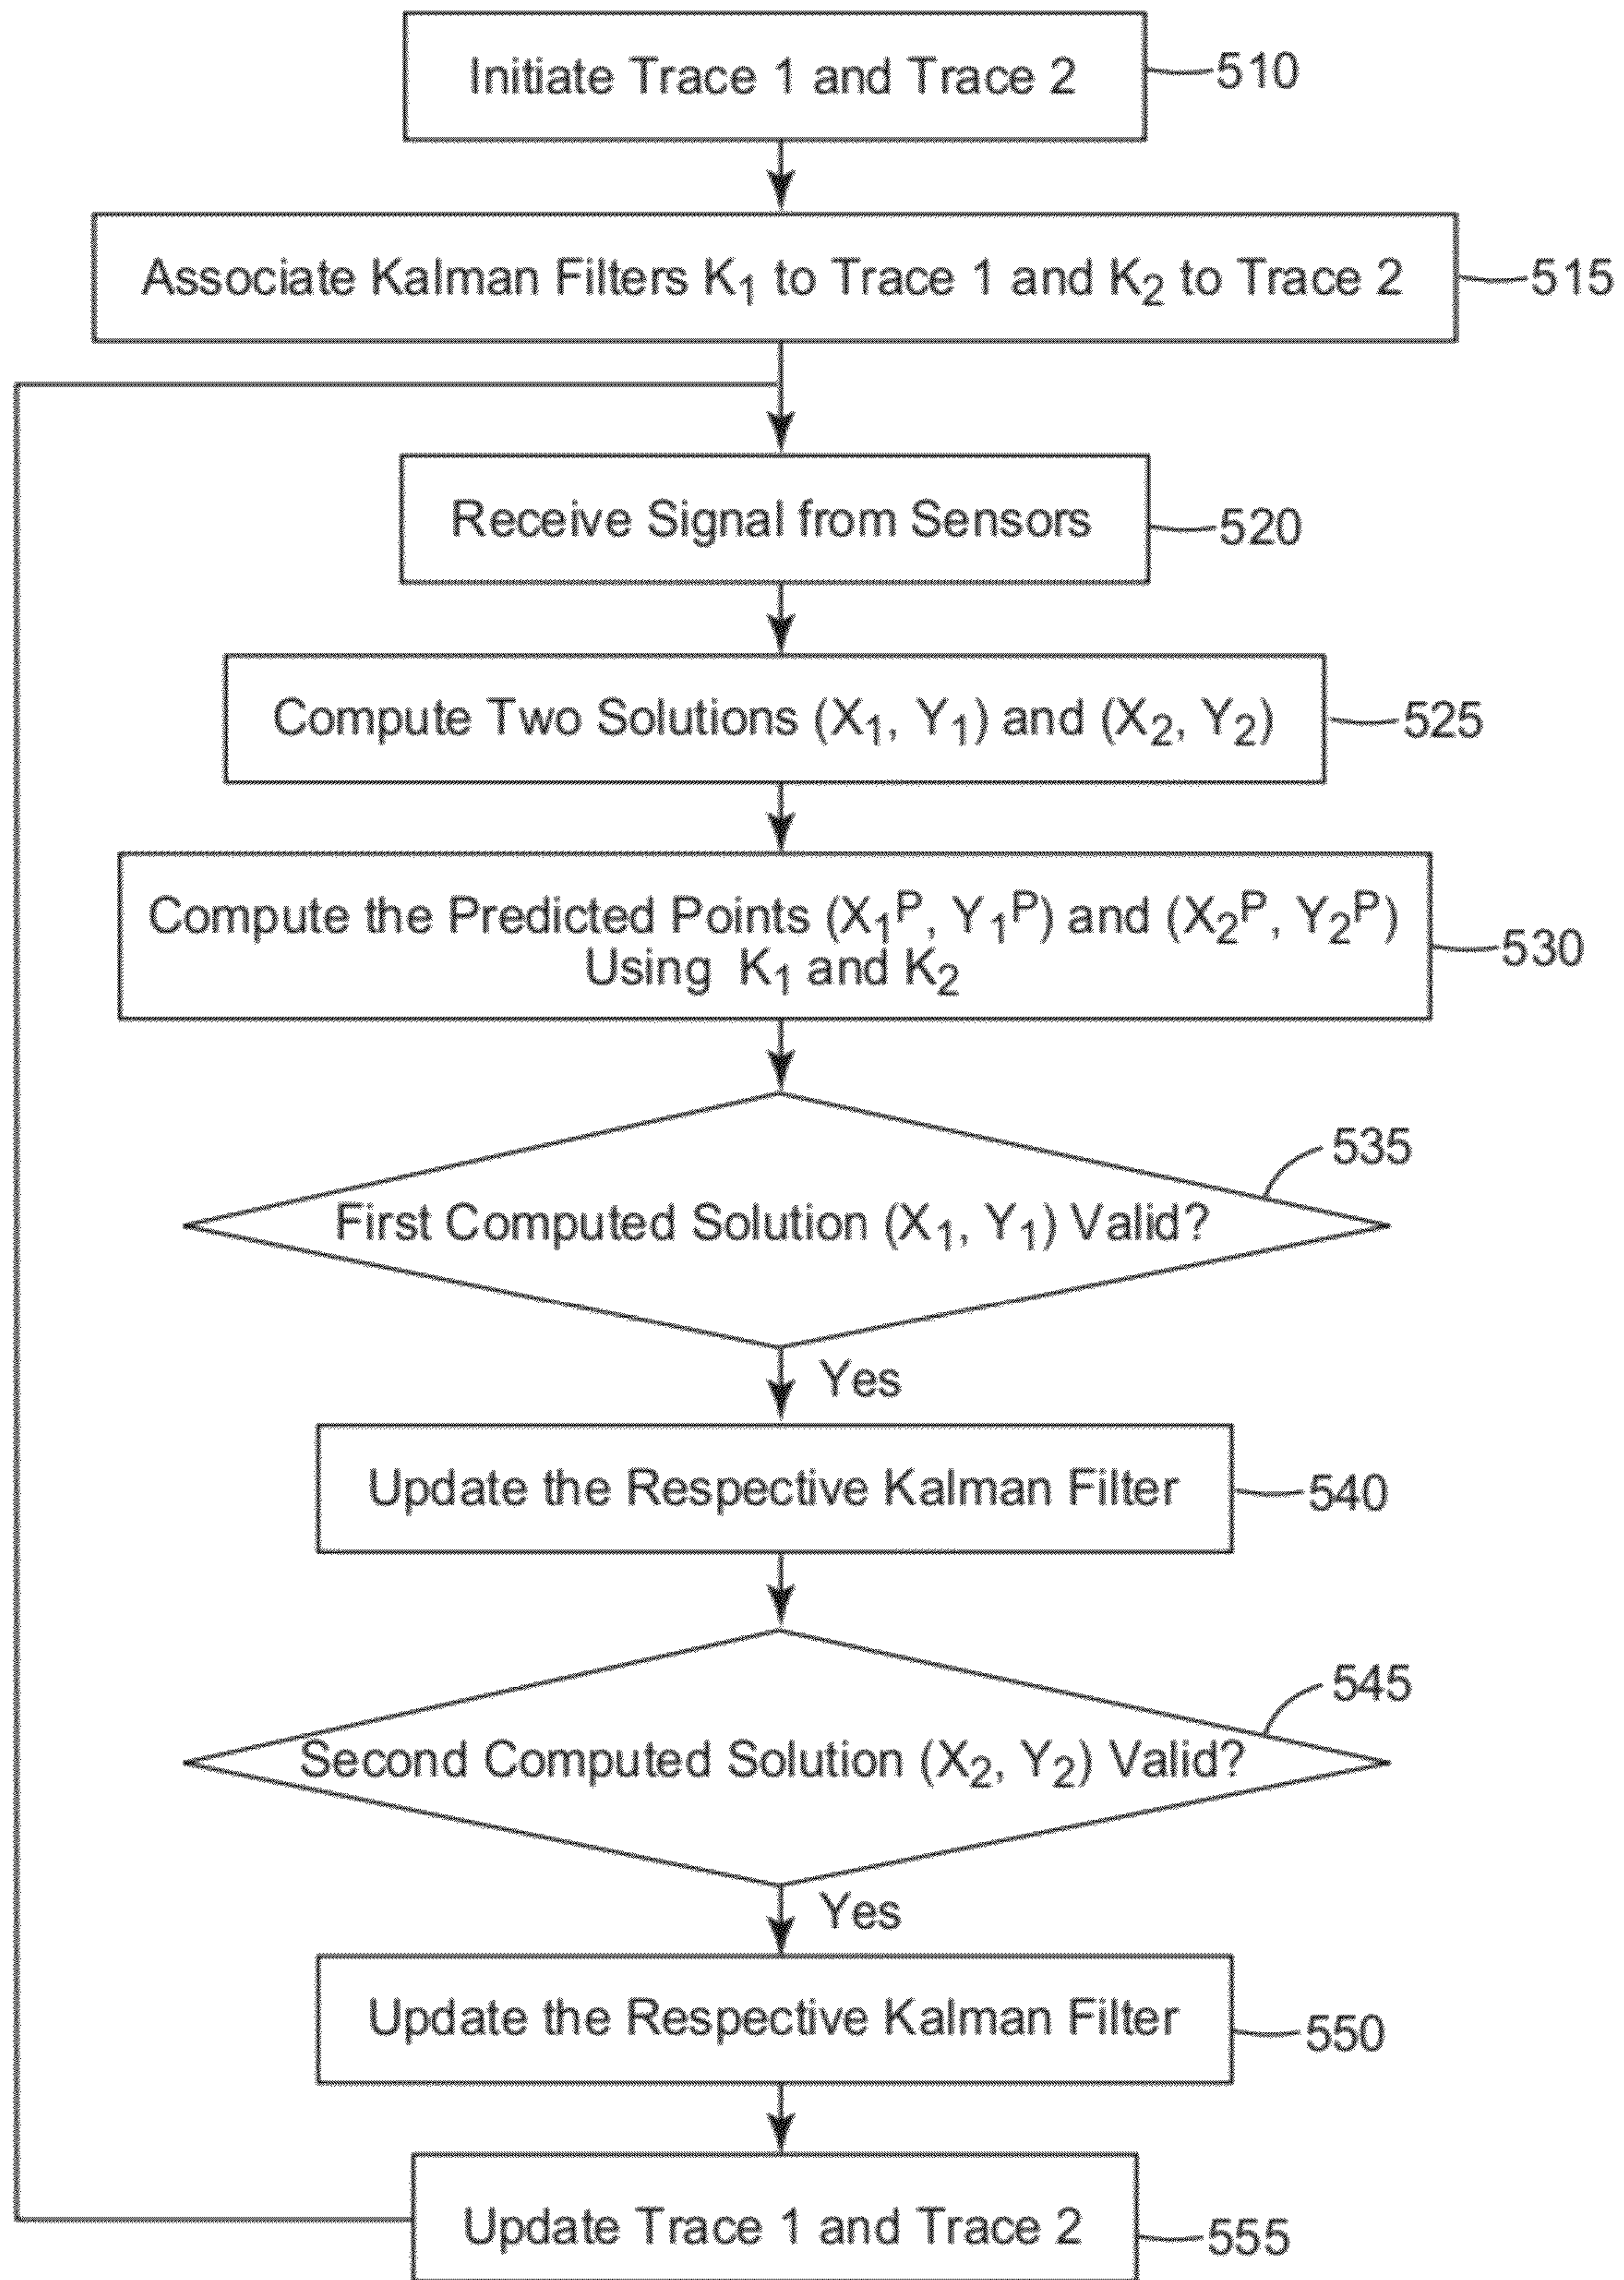 Initiate Trace 1 and Trace 2
510
Associate Kalman Filters K₁ to Trace 1 and K₂ to Trace 2
515
Receive Signal from Sensors
520
Compute Two Solutions (X₁, Y₁) and (X₂, Y₂)
525
Compute the Predicted Points (X₁ᴾ, Y₁ᴾ) and (X₂ᴾ, Y₂ᴾ)
Using K₁ and K₂
530
535
First Computed Solution (X₁, Y₁) Valid?
Yes
Update the Respective Kalman Filter
540
545
Second Computed Solution (X₂, Y₂) Valid?
Yes
Update the Respective Kalman Filter
550
Update Trace 1 and Trace 2
555